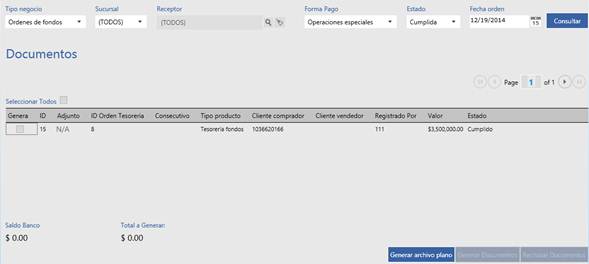 Tipo negocio Sucursal Receptor Forma Pago Estado Fecha orden
Ordenes de fondos (TODOS) (TODOS) Operaciones especiales Cumplida 12/19/2014 15 Consultar
Documentos
Page 1 of 1
Seleccionar Todos
Genera ID Adjunto ID Orden Tesoreria Consecutivo Tipo producto Cliente comprador Cliente vendedor Registrado Por Valor Estado
15 N/A 8 Tesorería fondos 1036620166 111 $3,500,000.00 Cumplido
Saldo Banco Total a Generar:
$ 0.00 $ 0.00
Generar archivo plano Generar Documentos Rechazar Documentos